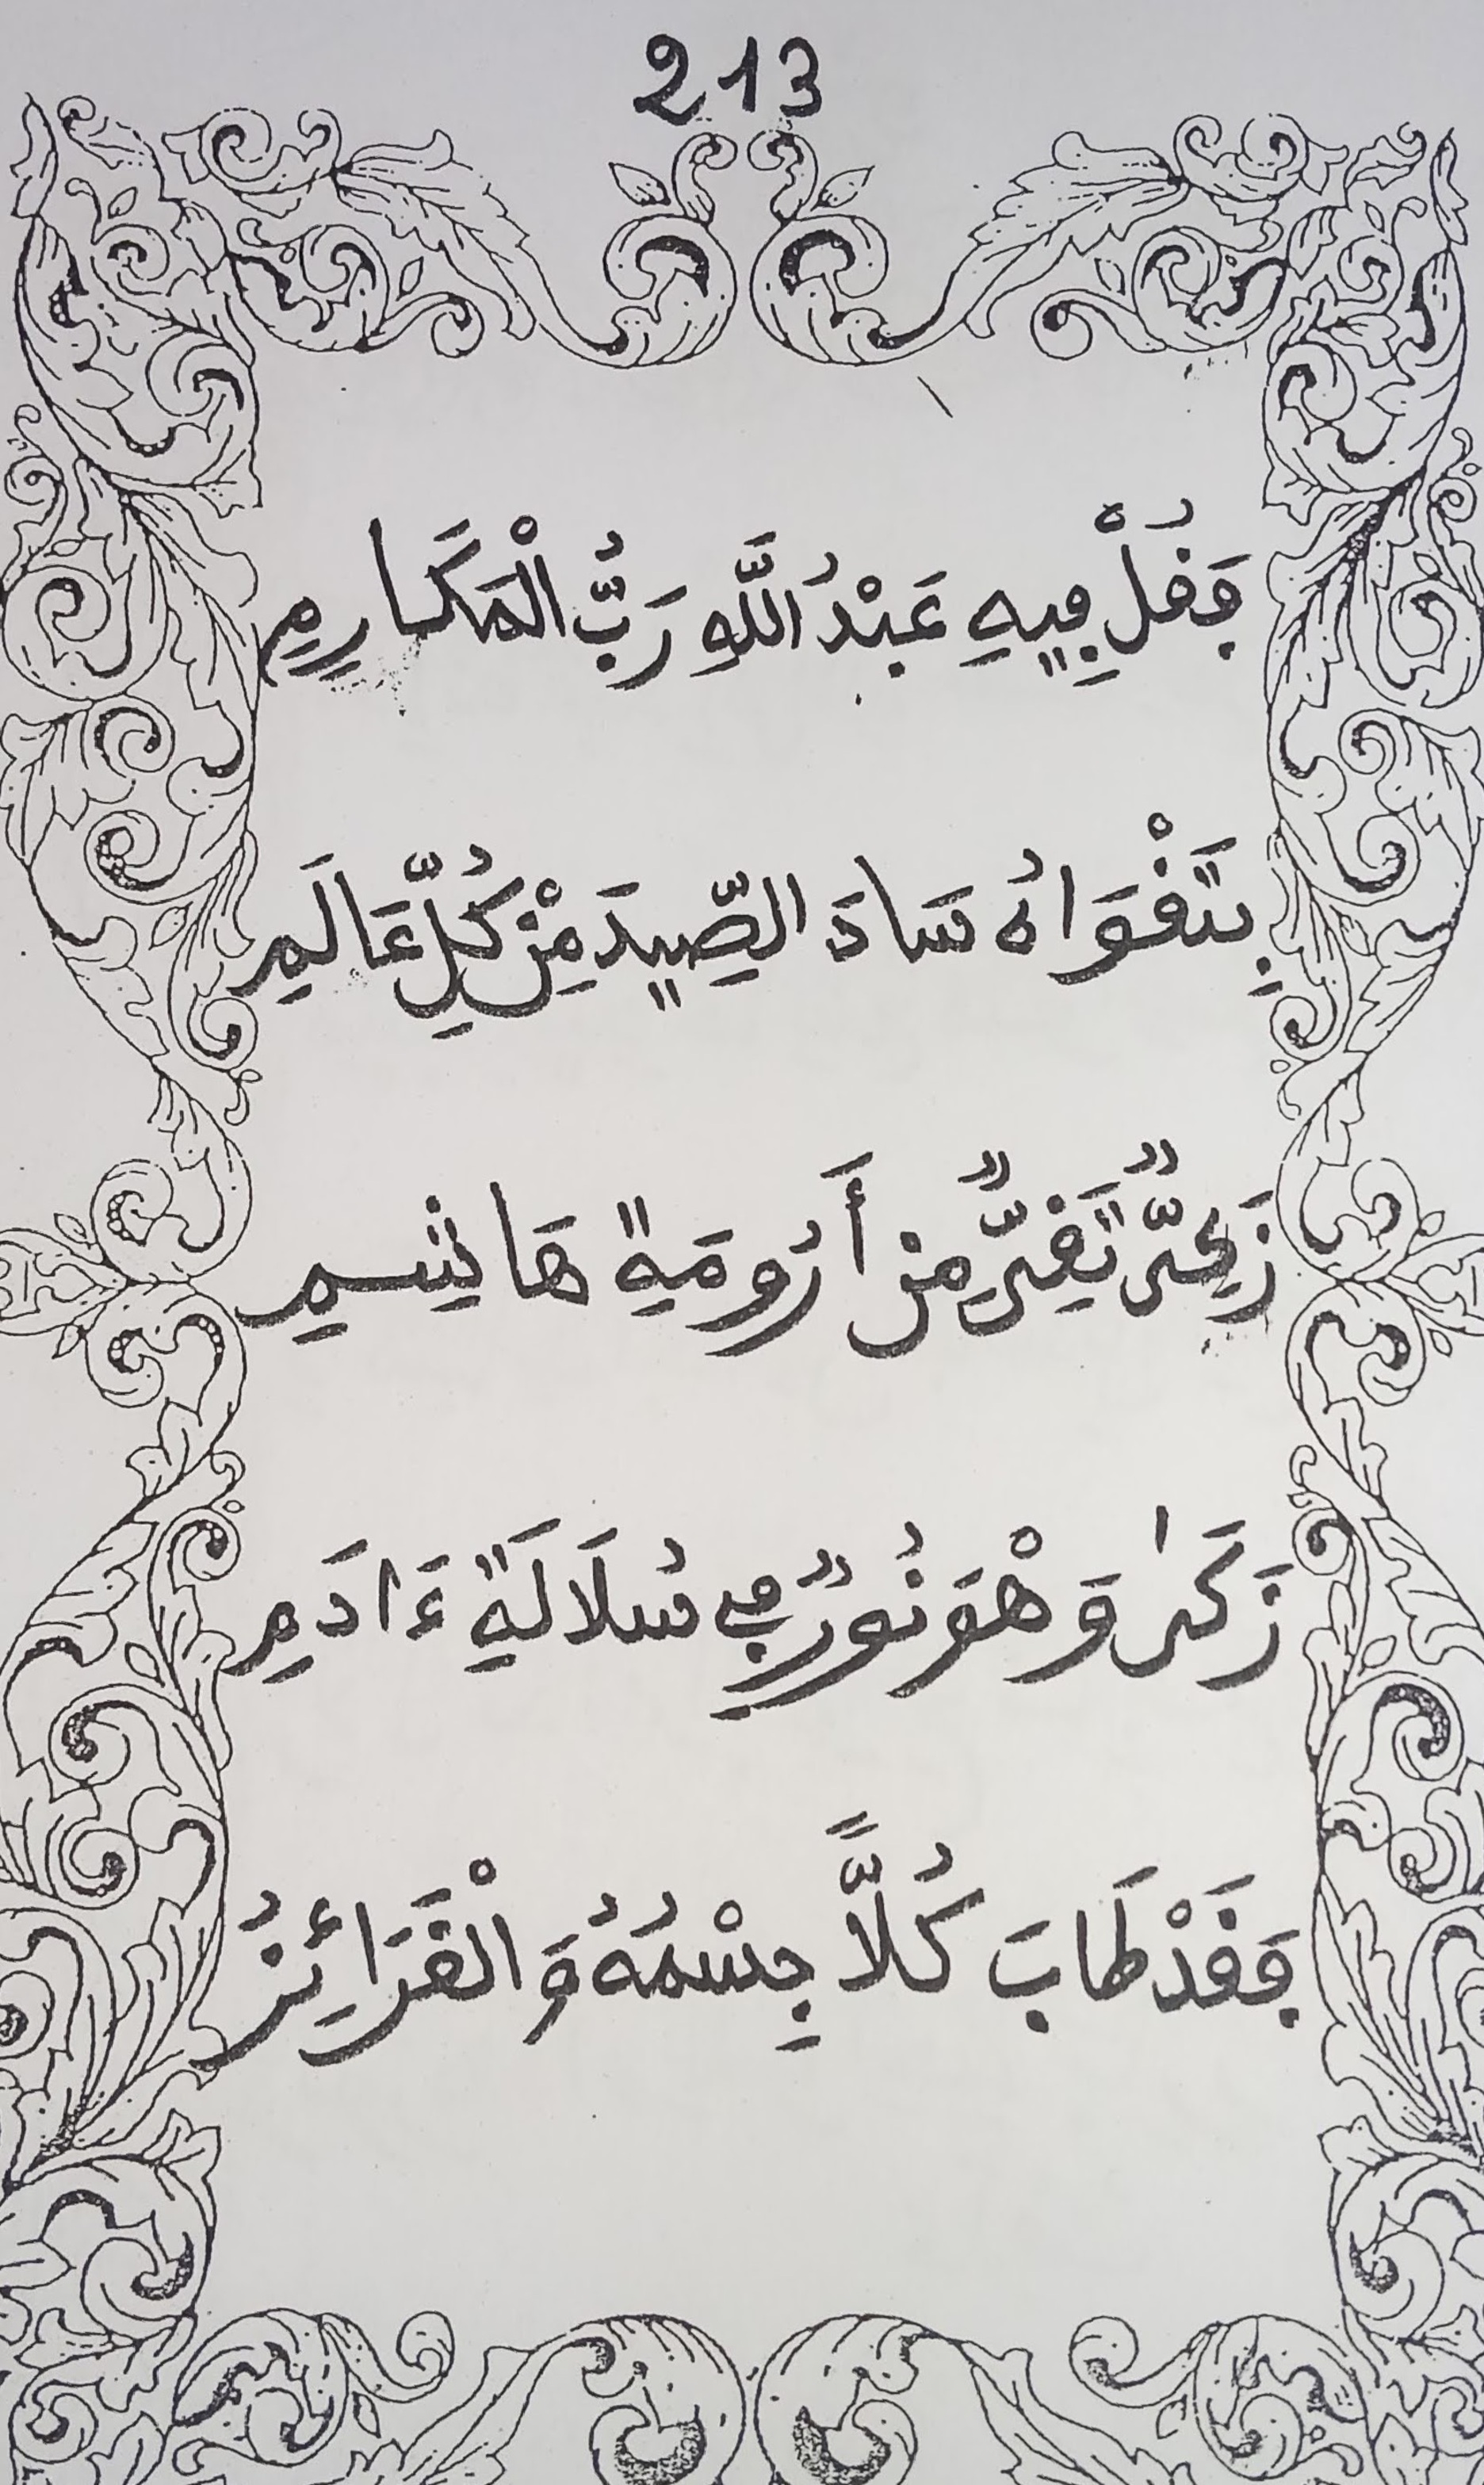 213
فَقُلْ فِيهِ عَبْدُ اللَّهِ رَبُّ الْمَكَارِمِ
بِتَقْوَاهُ سَادَ الصِّيدَ مِنْ كُلِّ عَالَمِ
زَكِيٌّ نَقِيٌّ مِن أَرُومَةِ هَاشِمِ
زَكَى وَهْوَ نُورٌ فِي سُلَالَةِ ءَادَمِ
فَقَدْ طَابَ كُلًّا جِسْمُهُ وَالْغَرَائِزُ